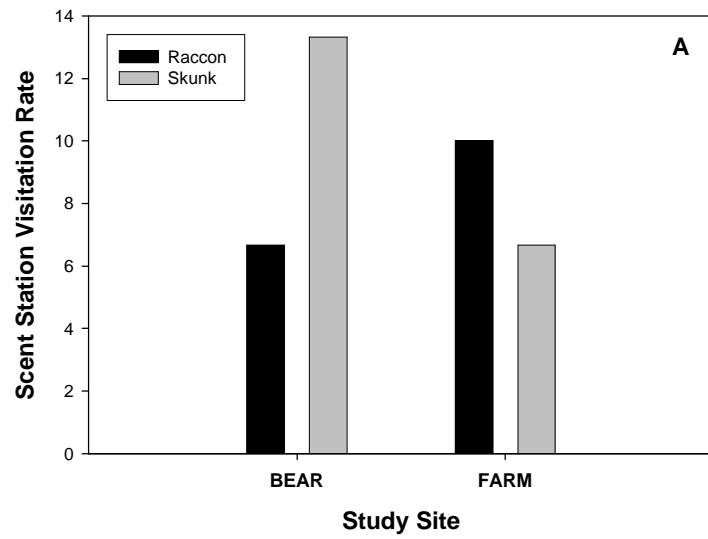 14
12
10
8
6
4
2
0
Scent Station Visitation Rate
Raccon
Skunk
A
BEAR
FARM
Study Site